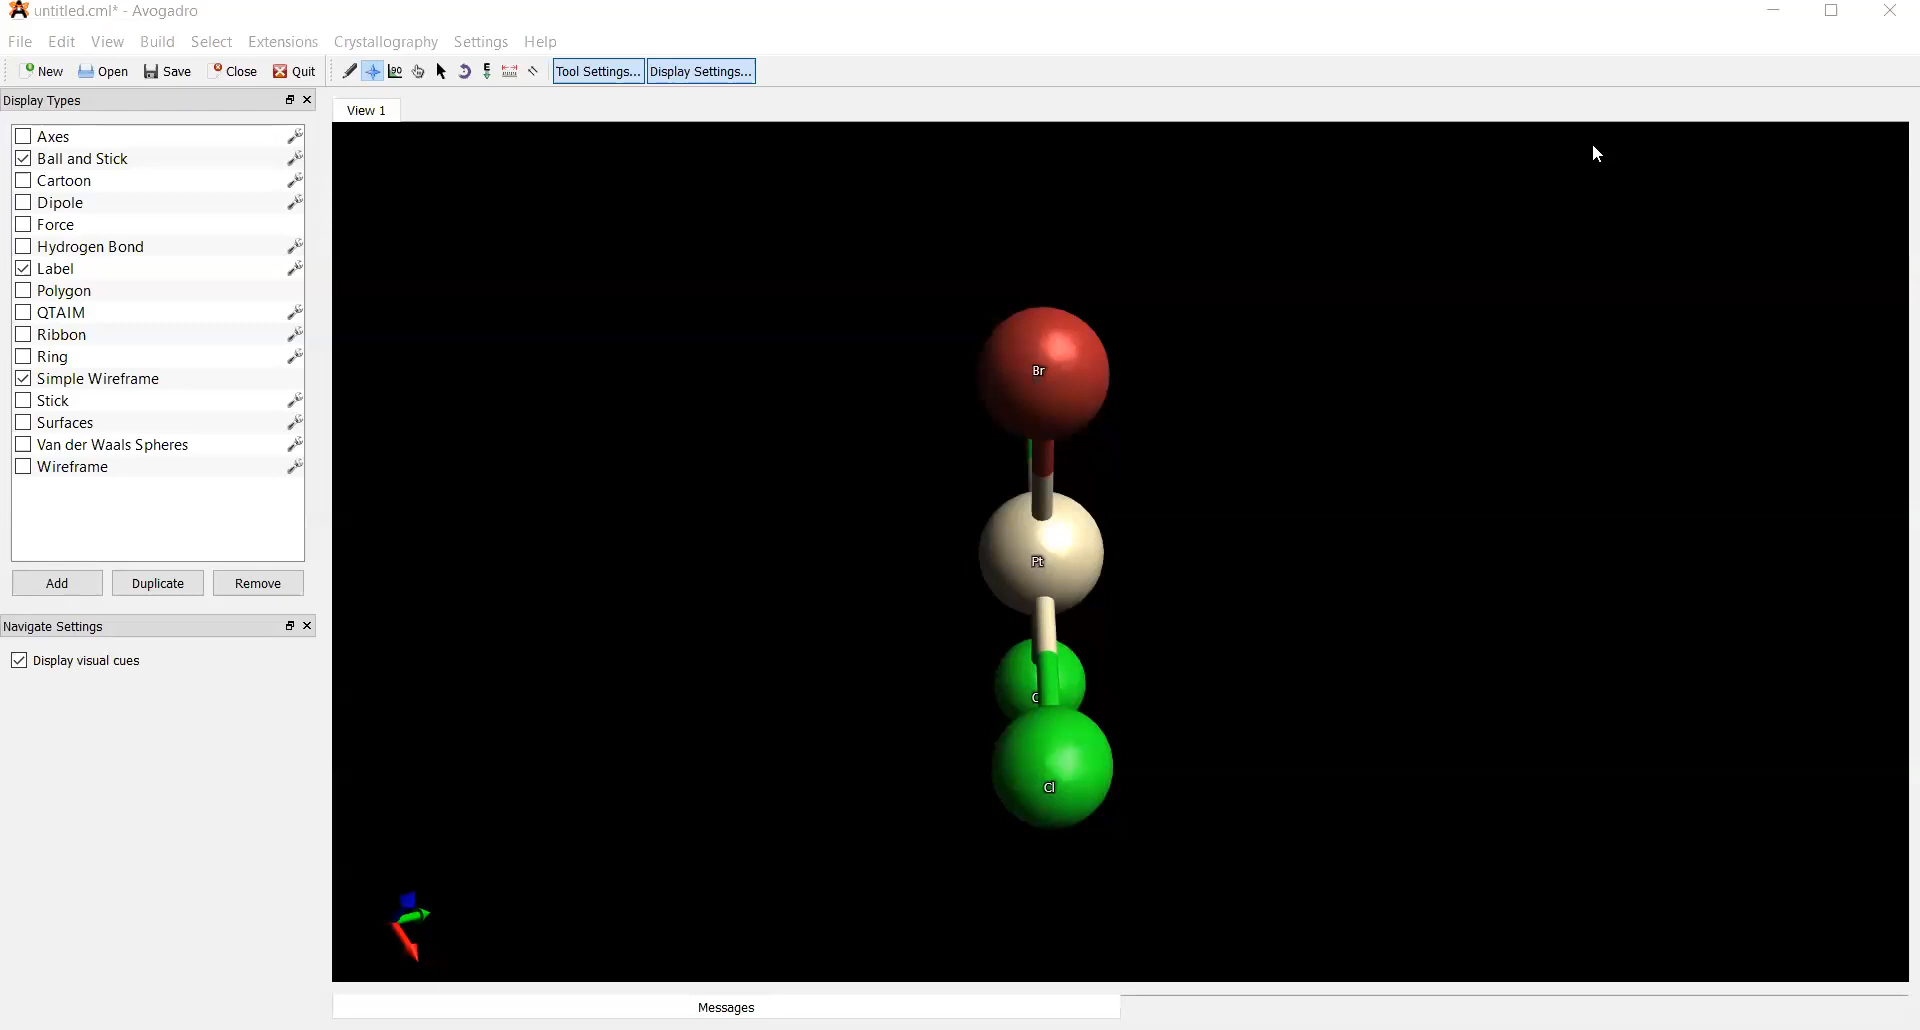 untitled.cml* - Avogadro
File Edit View Build Select Extensions Crystallography Settings Help
New Open Save Close Quit 90 E Tool Settings... Display Settings...
Display Types
View 1
Axes
Ball and Stick
Cartoon
Dipole
Force
Hydrogen Bond
Label
Polygon
QTAIM
Ribbon
Ring
Simple Wireframe
Stick
Surfaces
Van der Waals Spheres
Wireframe
Add Duplicate Remove
Navigate Settings
Display visual cues
Br
Pt
Cl
Messages